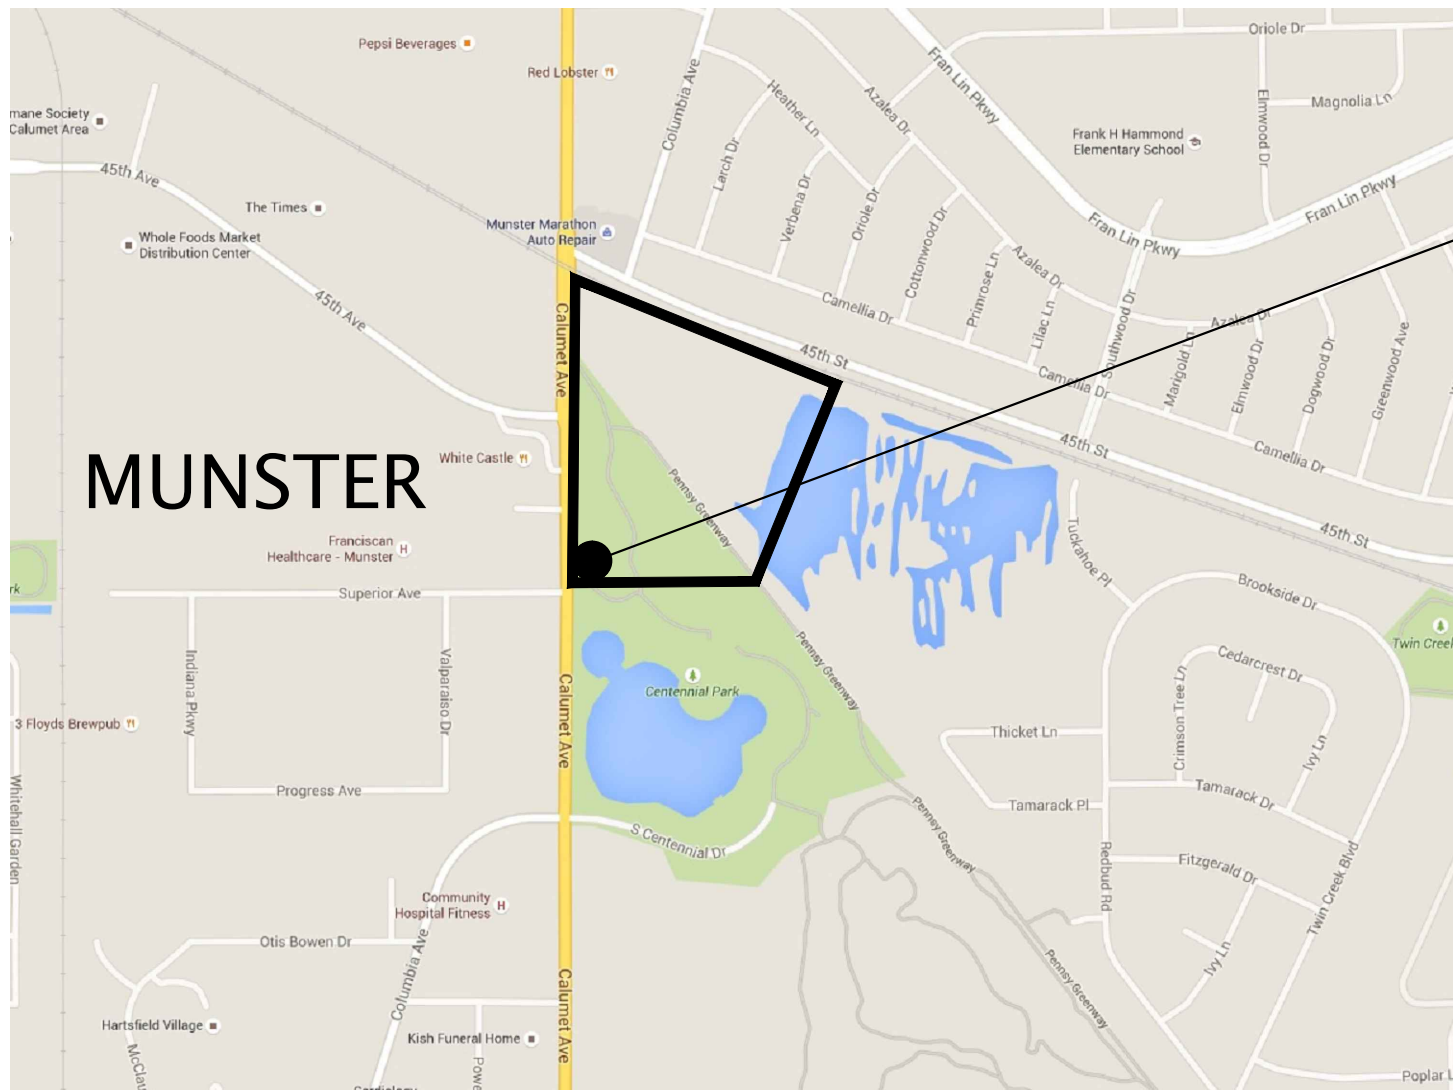 Pepsi Beverages
Red Lobster
Oriole Dr
Fran Lin Pkwy
Columbia Ave
Heather Ln
Azalea Dr
Elmwood Dr
Magnolia Ln
mane Society
Calumet Area
Frank H Hammond
Elementary School
45th Ave
Larch Dr
The Times
Verbena Dr
Oriole Dr
Fran Lin Pkwy
Munster Marathon
Auto Repair
Whole Foods Market
Distribution Center
Cottonwood Dr
Fran Lin Pkwy
Primrose Ln
Azalea Dr
45th Ave
Camellia Dr
Lilac Ln
Southwood Dr
Azalea Dr
Calumet Ave
45th St
Marigold Ln
Elmwood Dr
Dogwood Dr
Greenwood Ave
Camellia Dr
45th St
Camellia Dr
White Castle
MUNSTER
Pennsy Greenway
45th St
Franciscan
Healthcare - Munster
H
Tuckahoe Pl
rk
Superior Ave
Brookside Dr
Twin Creel
Indiana Pkwy
Valparaiso Dr
Pennsy Greenway
Cedarcrest Dr
Centennial Park
Calumet Ave
Crimson Tree Ln
3 Floyds Brewpub
Thicket Ln
Ivy Ln
Whitehall Garden
Progress Ave
Tamarack Dr
Tamarack Pl
S Centennial Dr
Pennsy Greenway
Redbud Rd
Fitzgerald Dr
Twin Creek Blvd
Community
Hospital Fitness
H
Otis Bowen Dr
Columbia Ave
Ivy Ln
Calumet Ave
Pennsy Greenway
Hartsfield Village
Kish Funeral Home
McClau
Powe
Cardiology
Poplar L